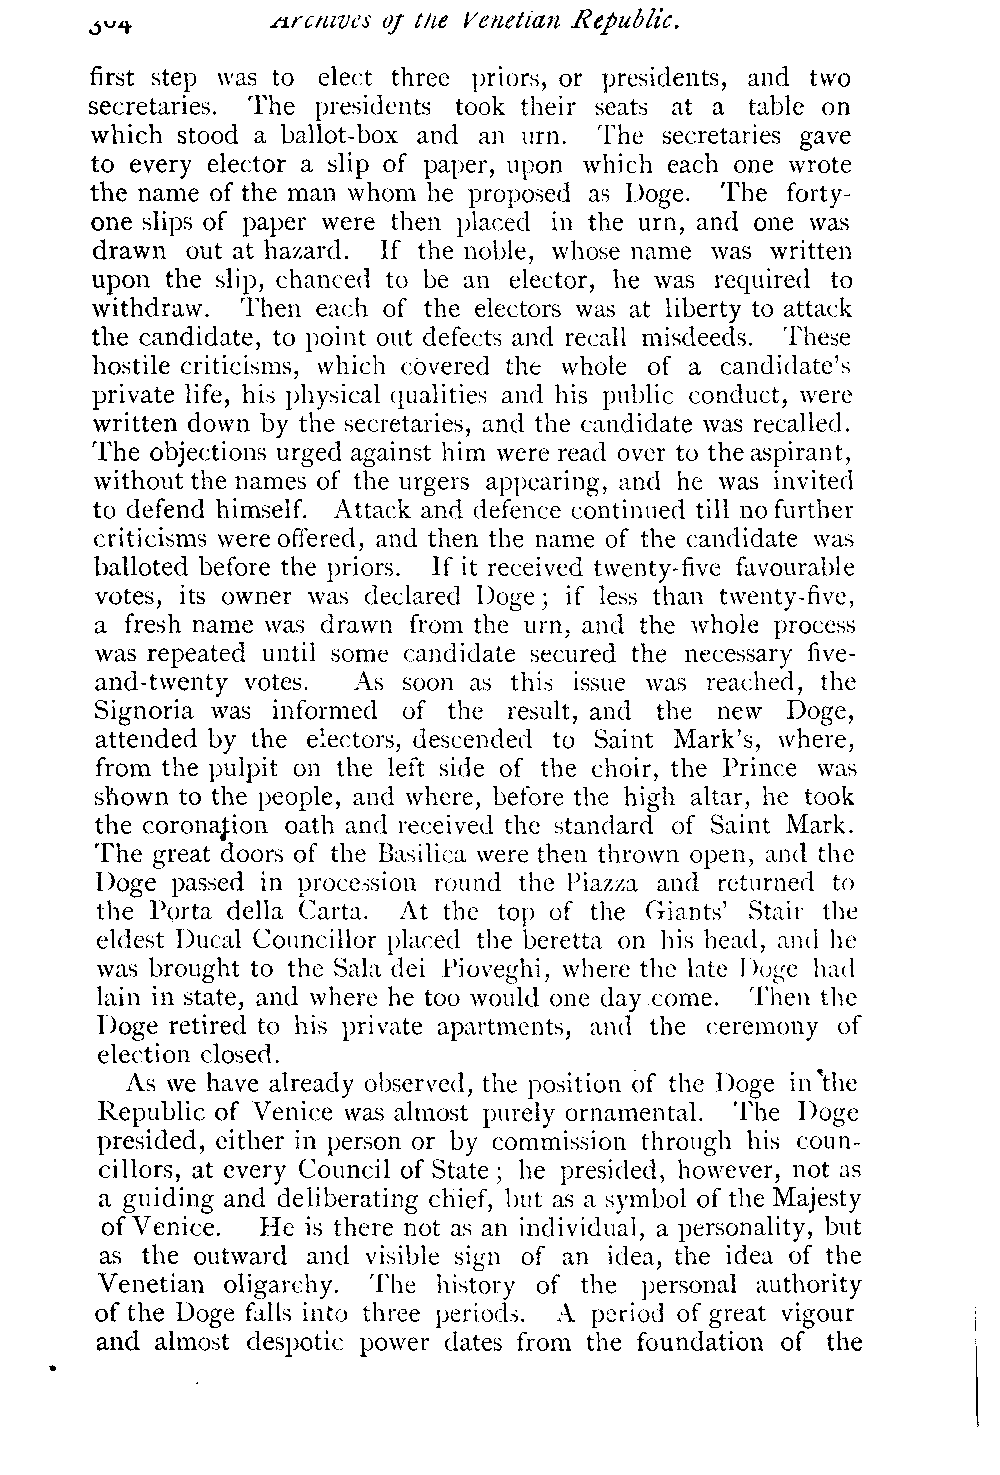 304 Archives of the Venetian Republic.
first step was to elect three priors, or presidents, and two
secretaries. The presidents took their seats at a table on
which stood a ballot-box and an urn. The secretaries gave
to every elector a slip of paper, upon which each one wrote
the name of the man whom he proposed as Doge. The forty-
one slips of paper were then placed in the urn, and one was
drawn out at hazard. If the noble, whose name was written
upon the slip, chanced to be an elector, he was required to
withdraw. Then each of the electors was at liberty to attack
the candidate, to point out defects and recall misdeeds. These
hostile criticisms, which covered the whole of a candidate's
private life, his physical qualities and his public conduct, were
written down by the secretaries, and the candidate was recalled.
The objections urged against him were read over to the aspirant,
without the names of the urgers appearing, and he was invited
to defend himself. Attack and defence continued till no further
criticisms were offered, and then the name of the candidate was
balloted before the priors. If it received twenty-five favourable
votes, its owner was declared Doge; if less than twenty-five,
a fresh name was drawn from the urn, and the whole process
was repeated until some candidate secured the necessary five-
and-twenty votes. As soon as this issue was reached, the
Signoria was informed of the result, and the new Doge,
attended by the electors, descended to Saint Mark's, where,
from the pulpit on the left side of the choir, the Prince was
shown to the people, and where, before the high altar, he took
the coronation oath and received the standard of Saint Mark.
The great doors of the Basilica were then thrown open, and the
Doge passed in procession round the Piazza and returned to
the Porta della Carta. At the top of the Giants' Stair the
eldest Ducal Councillor placed the beretta on his head, and he
was brought to the Sala dei Pioveghi, where the late Doge had
lain in state, and where he too would one day come. Then the
Doge retired to his private apartments, and the ceremony of
election closed.
As we have already observed, the position of the Doge in the
Republic of Venice was almost purely ornamental. The Doge
presided, either in person or by commission through his coun-
cillors, at every Council of State; he presided, however, not as
a guiding and deliberating chief, but as a symbol of the Majesty
of Venice. He is there not as an individual, a personality, but
as the outward and visible sign of an idea, the idea of the
Venetian oligarchy. The history of the personal authority
of the Doge falls into three periods. A period of great vigour
and almost despotic power dates from the foundation of the